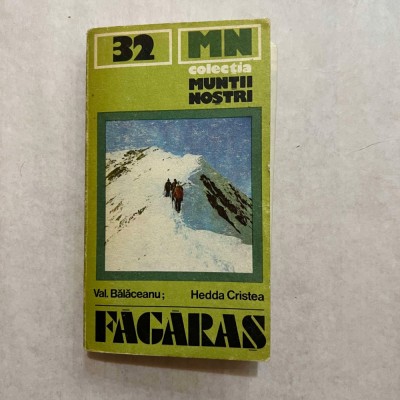 32 MN
colecția
MUNȚII
NOȘTRI
Val. Bălăceanu; Hedda Cristea
FĂGĂRAȘ